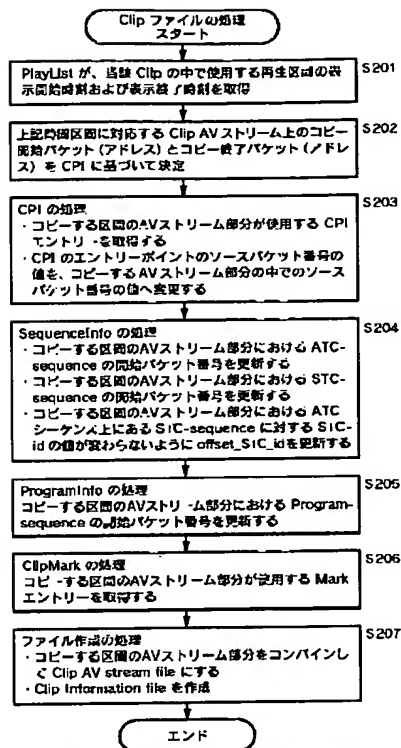 Clip ファイルの処理
スタート
S201
PlayList が、当該 Clip の中で使用する再生区間の表
示開始時刻および表示終了時刻を取得
S202
上記時間区間に対応する Clip AV ストリーム上のコピー
開始パケット(アドレス)とコピー終了パケット(アドレ
ス)を CPI に基づいて決定
S203
CPI の処理
・コピーする区間のAVストリーム部分が使用する CPI
エントリーを取得する
・CPI のエントリーポイントのソースパケット番号の
値を、コピーするAVストリーム部分の中でのソース
パケット番号の値へ変更する
S204
SequenceInfo の処理
・コピーする区間のAVストリーム部分における ATC-
sequence の開始パケット番号を更新する
・コピーする区間のAVストリーム部分における STC-
sequence の開始パケット番号を更新する
・コピーする区間のAVストリーム部分における ATC
シーケンス上にある STC-sequence に対する STC-
id の値が変わらないように offset_STC_idを更新する
S205
ProgramInfo の処理
コピーする区間のAVストリーム部分における Program-
sequence の開始パケット番号を更新する
S206
ClipMark の処理
コピーする区間のAVストリーム部分が使用する Mark
エントリーを取得する
S207
ファイル作成の処理
・コピーする区間のAVストリーム部分をコンバインし
て Clip AV stream file にする
・Clip Information file を作成
エンド